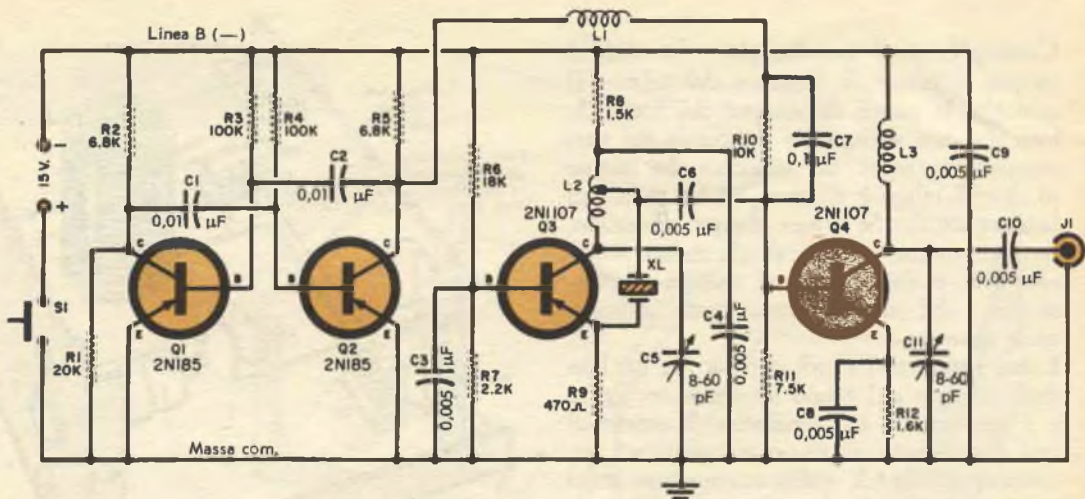 L1
Linea B (—)
R2
6.8K
R3
100K
R4
100K
R5
6.8K
R6
18K
R8
1.5K
R10
10K
C7
0,1 µF
L3
C9
0,005 µF
15 V.
−
+
C1
0,01 µF
C2
0,01 µF
L2
C6
0,005 µF
2N1107
Q3
2N1107
Q4
C10
0,005 µF
J1
C
B
E
C
B
E
C
B
E
C
B
E
XL
S1
R1
20K
Q1
2N185
Q2
2N185
C3
0,005 µF
R7
2.2K
R9
470Ω
C5
8-60
pF
C4
0,005 µF
R11
7.5K
C8
0,005 µF
R12
1.6K
C11
8-60
pF
Massa com.